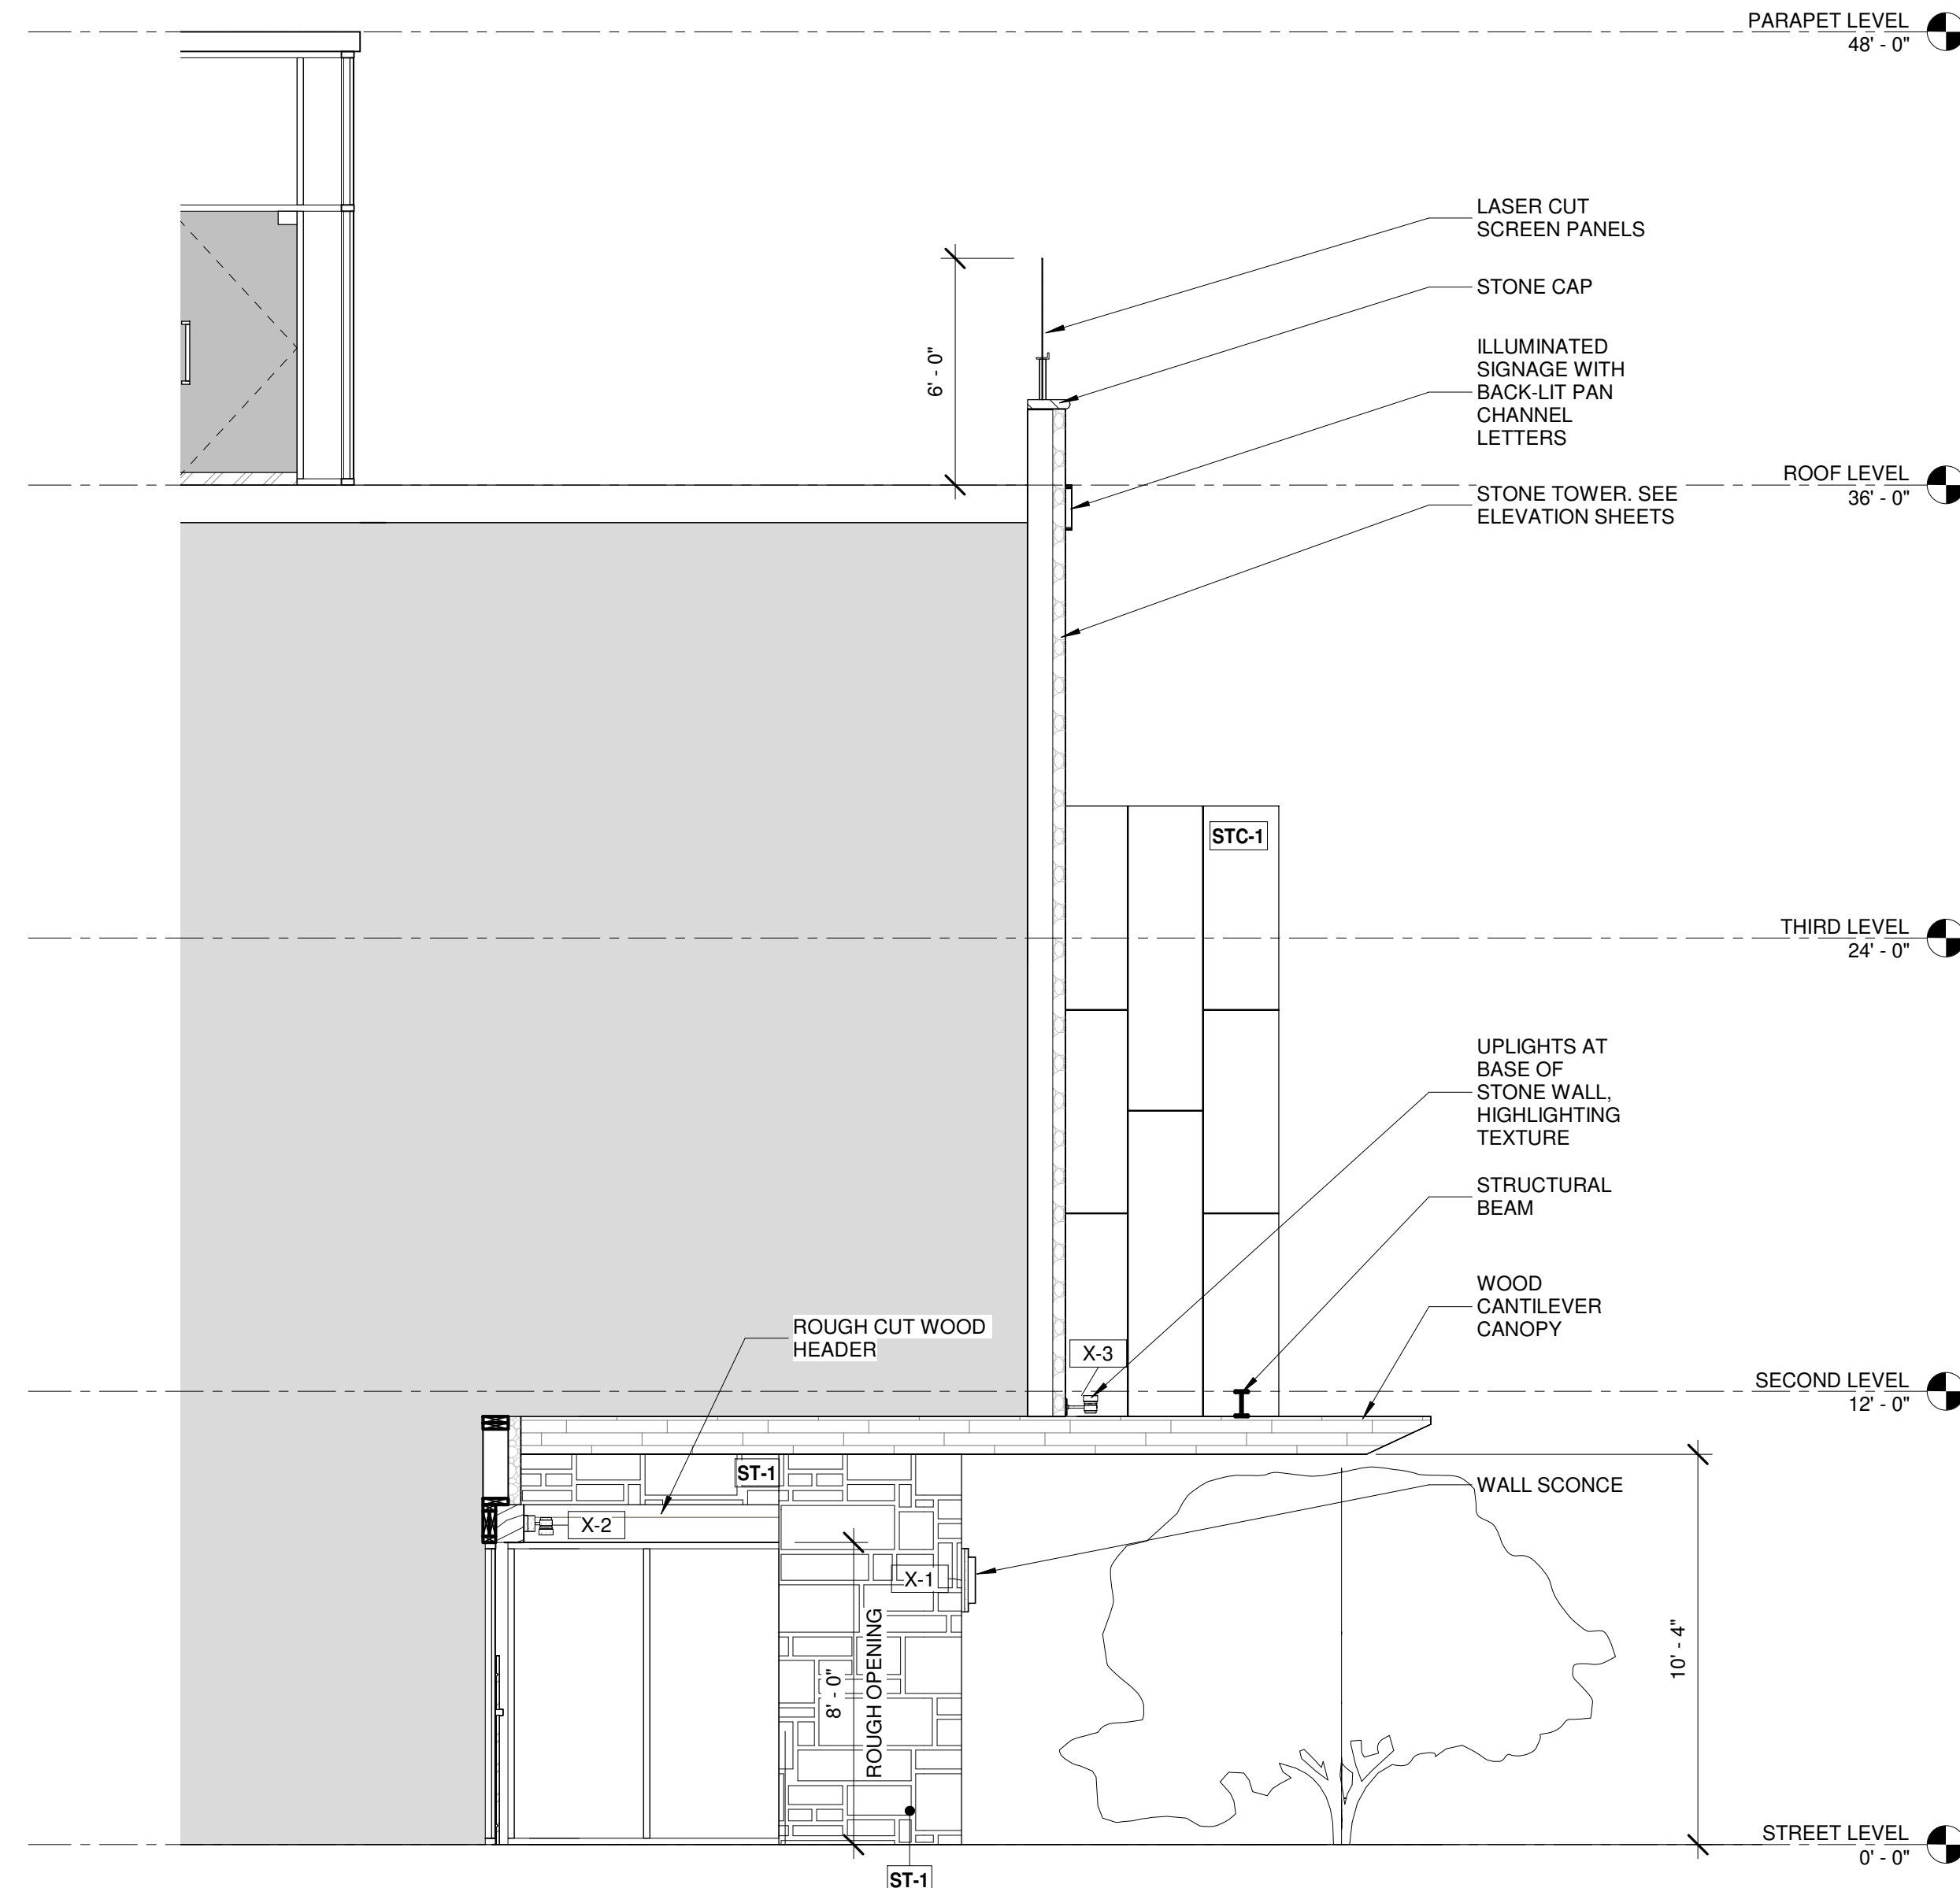 PARAPET LEVEL
48' - 0"
LASER CUT
SCREEN PANELS
STONE CAP
6' - 0"
ILLUMINATED
SIGNAGE WITH
BACK-LIT PAN
CHANNEL
LETTERS
ROOF LEVEL
36' - 0"
STONE TOWER. SEE
ELEVATION SHEETS
STC-1
THIRD LEVEL
24' - 0"
UPLIGHTS AT
BASE OF
STONE WALL,
HIGHLIGHTING
TEXTURE
STRUCTURAL
BEAM
WOOD
CANTILEVER
CANOPY
ROUGH CUT WOOD
HEADER
X-3
SECOND LEVEL
12' - 0"
ST-1
WALL SCONCE
X-2
X-1
8' - 0"
ROUGH OPENING
10' - 4"
STREET LEVEL
0' - 0"
ST-1